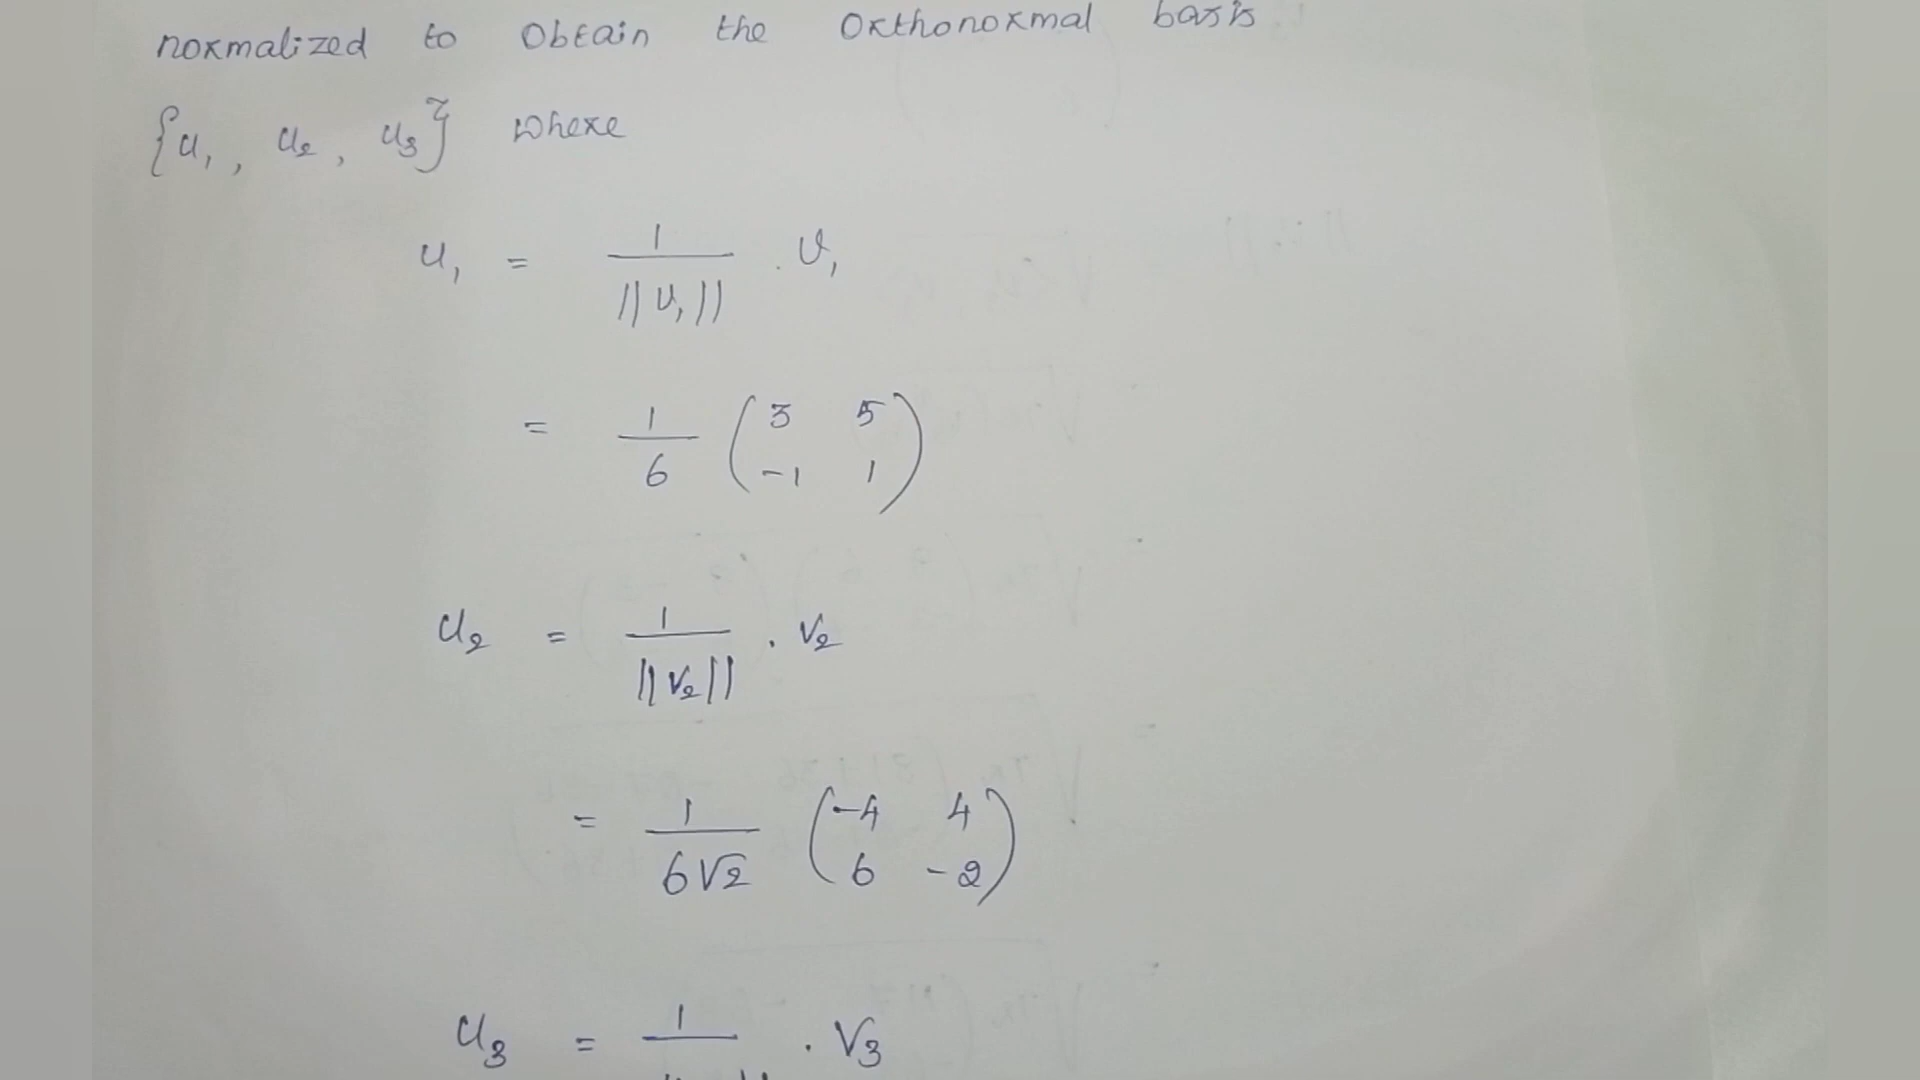 normalized to Obtain the Orthonormal basis
{u₁, u₂, u₃} where
u₁ = 1/||v₁|| . v₁
= 1/6 (3 5
-1 1)
u₂ = 1/||v₂|| . v₂
= 1/6√2 (-4 4
6 -2)
u₃ = 1/ . v₃